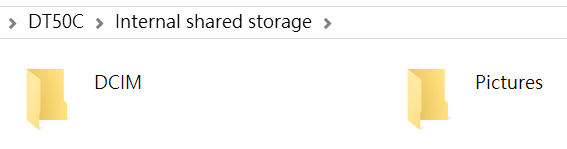 DT50C > Internal shared storage >
DCIM Pictures